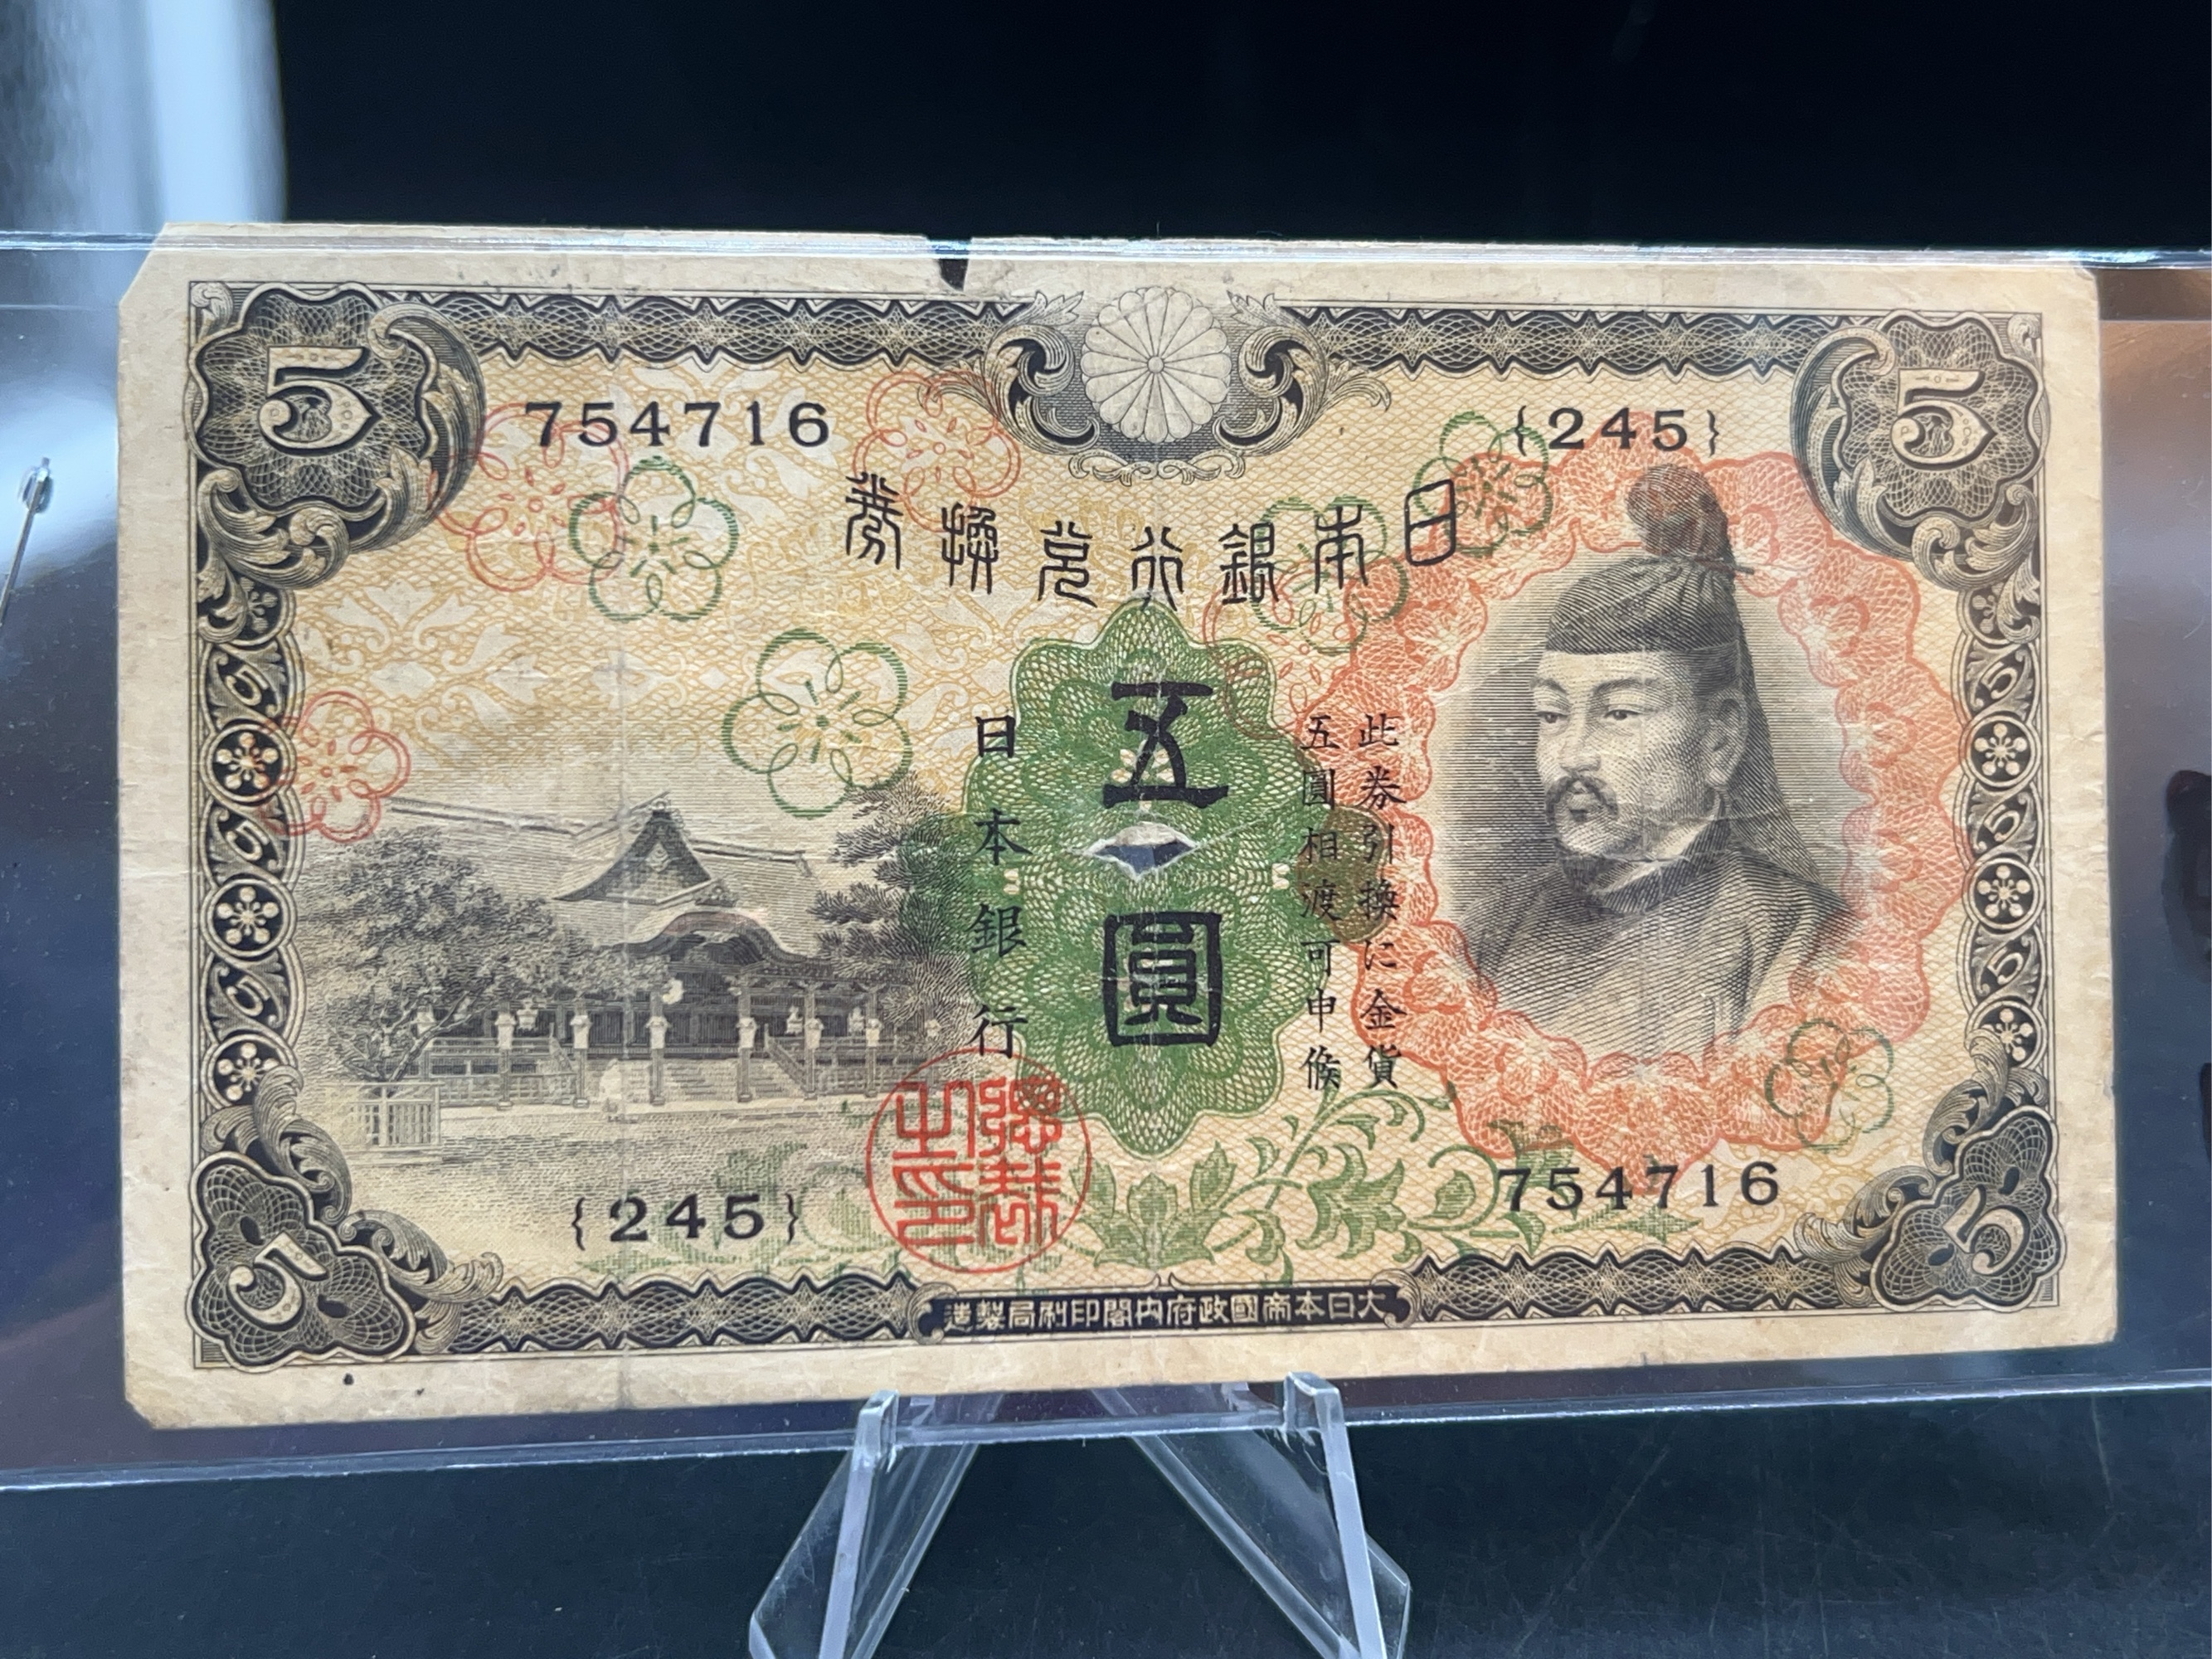 5
5
754716
{245}
日本銀行兌換券
五圓
此券引換に金貨
五圓相渡可申候
日本銀行
{245}
754716
5
5
大日本帝國政府内閣印刷局製造